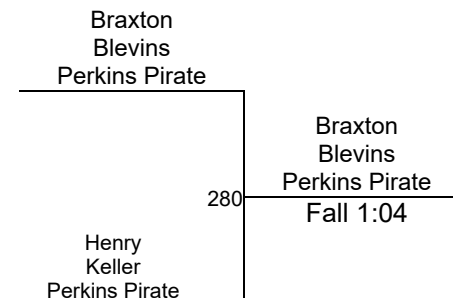 Braxton
Blevins
Perkins Pirate
Braxton
Blevins
Perkins Pirate
280
Fall 1:04
Henry
Keller
Perkins Pirate